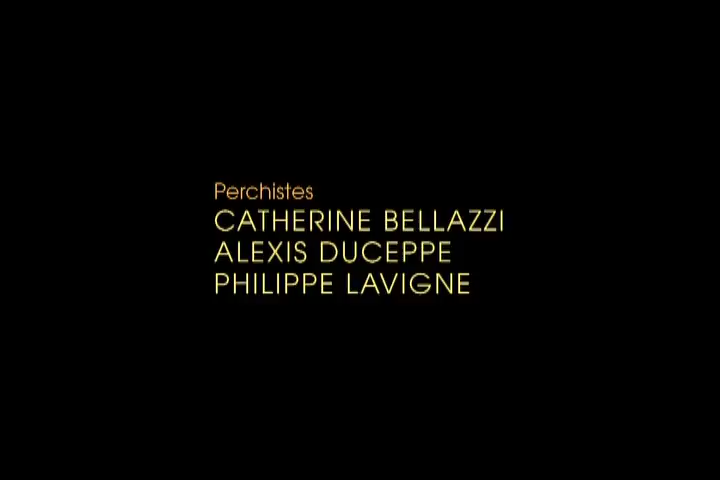 Perchistes
CATHERINE BELLAZZI
ALEXIS DUCEPPE
PHILIPPE LAVIGNE